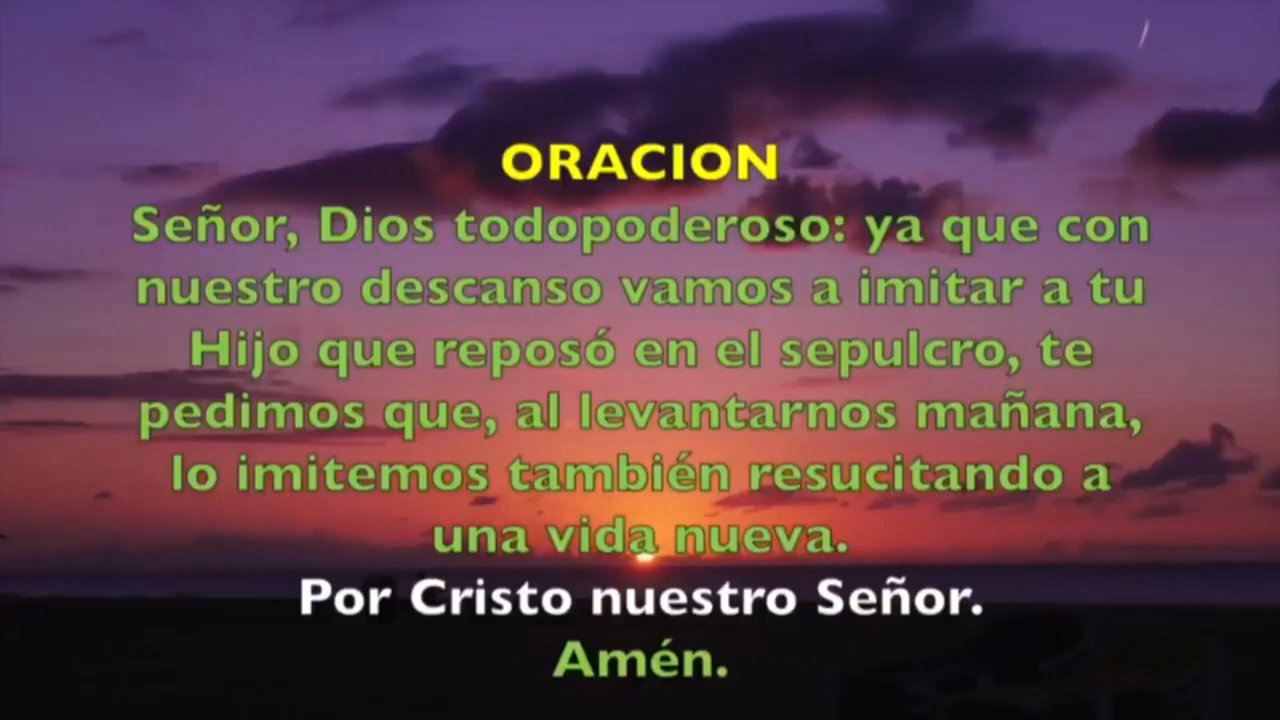 ORACION
Señor, Dios todopoderoso: ya que con
nuestro descanso vamos a imitar a tu
Hijo que reposó en el sepulcro, te
pedimos que, al levantarnos mañana,
lo imitemos también resucitando a
una vida nueva.
Por Cristo nuestro Señor.
Amén.